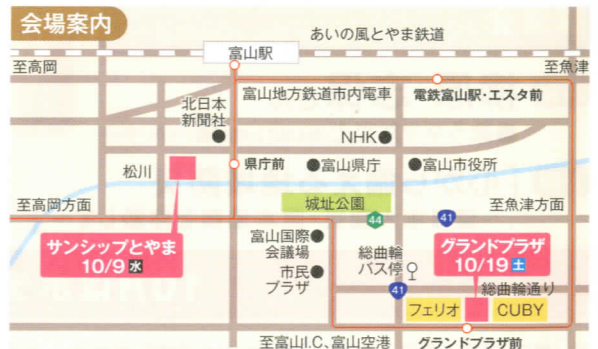 会場案内
あいの風とやま鉄道
富山駅
至高岡
至魚津
富山地方鉄道市内電車
電鉄富山駅・エスタ前
北日本
新聞社
NHK
松川
県庁前
富山県庁
富山市役所
至高岡方面
城址公園
44
41
至魚津方面
サンシップとやま
10/9 水
富山国際
会議場
市民
プラザ
総曲輪
バス停
グランドプラザ
10/19 土
41
総曲輪通り
フェリオ
CUBY
至富山I.C、富山空港
グランドプラザ前